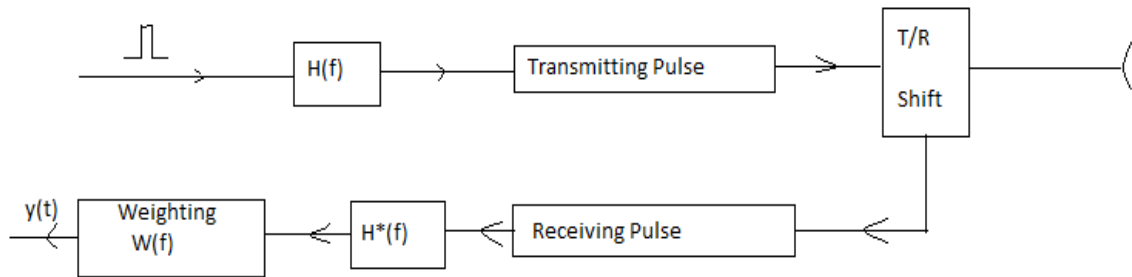 H(f)
Transmitting Pulse
T/R
Shift
y(t)
Weighting
W(f)
H*(f)
Receiving Pulse